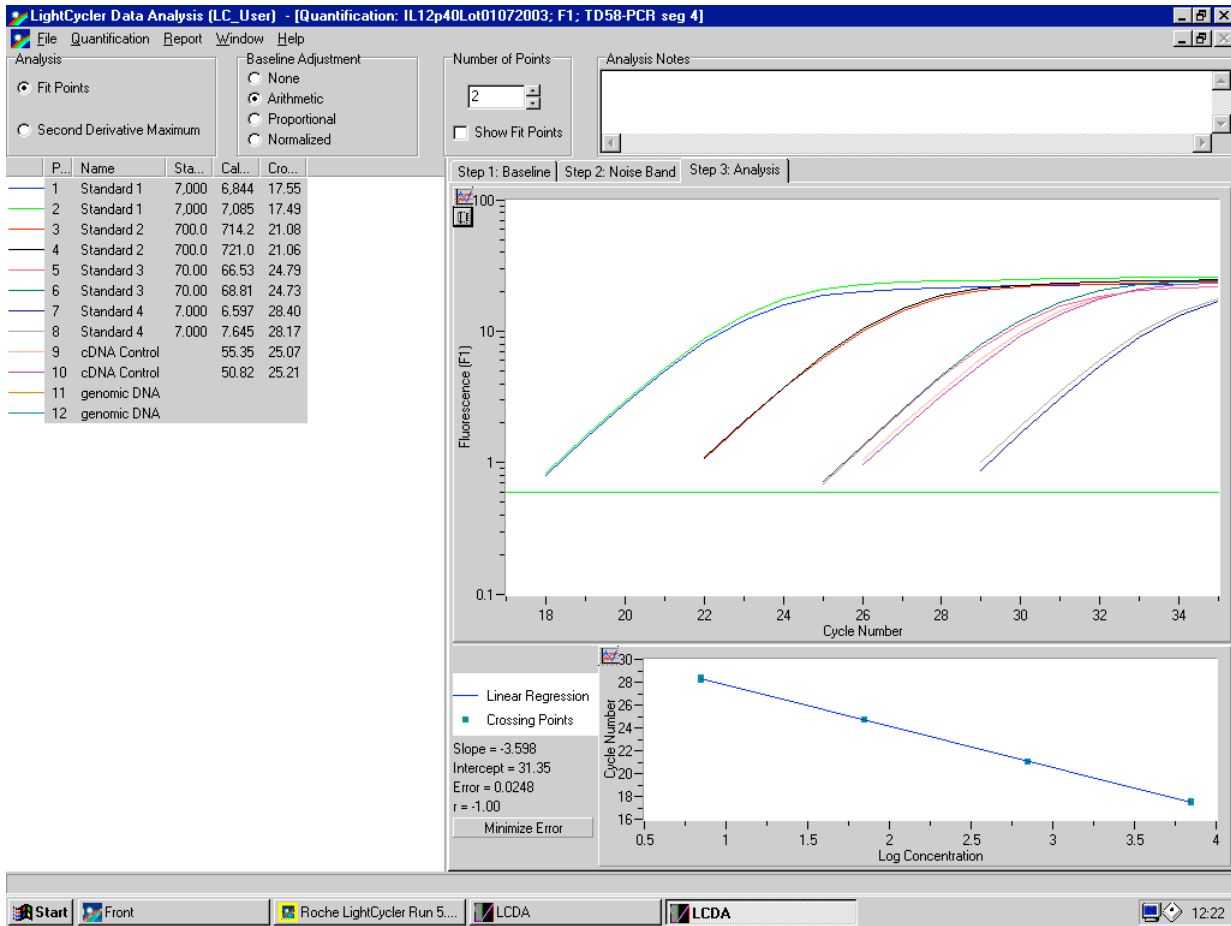 LightCycler Data Analysis (LC_User) - [Quantification: IL12p40Lot01072003; F1; TD58-PCR seg 4]
File Quantification Report Window Help
Analysis
Fit Points
Second Derivative Maximum
Baseline Adjustment
None
Arithmetic
Proportional
Normalized
Number of Points
2
Show Fit Points
Analysis Notes
P... Name Sta... Cal... Cro...
1 Standard 1 7,000 6,844 17.55
2 Standard 1 7,000 7,085 17.49
3 Standard 2 700.0 714.2 21.08
4 Standard 2 700.0 721.0 21.06
5 Standard 3 70.00 66.53 24.79
6 Standard 3 70.00 68.81 24.73
7 Standard 4 7.000 6.597 28.40
8 Standard 4 7.000 7.645 28.17
9 cDNA Control 55.35 25.07
10 cDNA Control 50.82 25.21
11 genomic DNA
12 genomic DNA
Step 1: Baseline Step 2: Noise Band Step 3: Analysis
100
10
1
0.1
Fluorescence (F1)
18 20 22 24 26 28 30 32 34
Cycle Number
Linear Regression
Crossing Points
Slope = -3.598
Intercept = 31.35
Error = 0.0248
r = -1.00
Minimize Error
30
28
26
24
22
20
18
16
Cycle Number
0.5 1 1.5 2 2.5 3 3.5 4
Log Concentration
Start Front Roche LightCycler Run 5.... LCDA LCDA 12:22